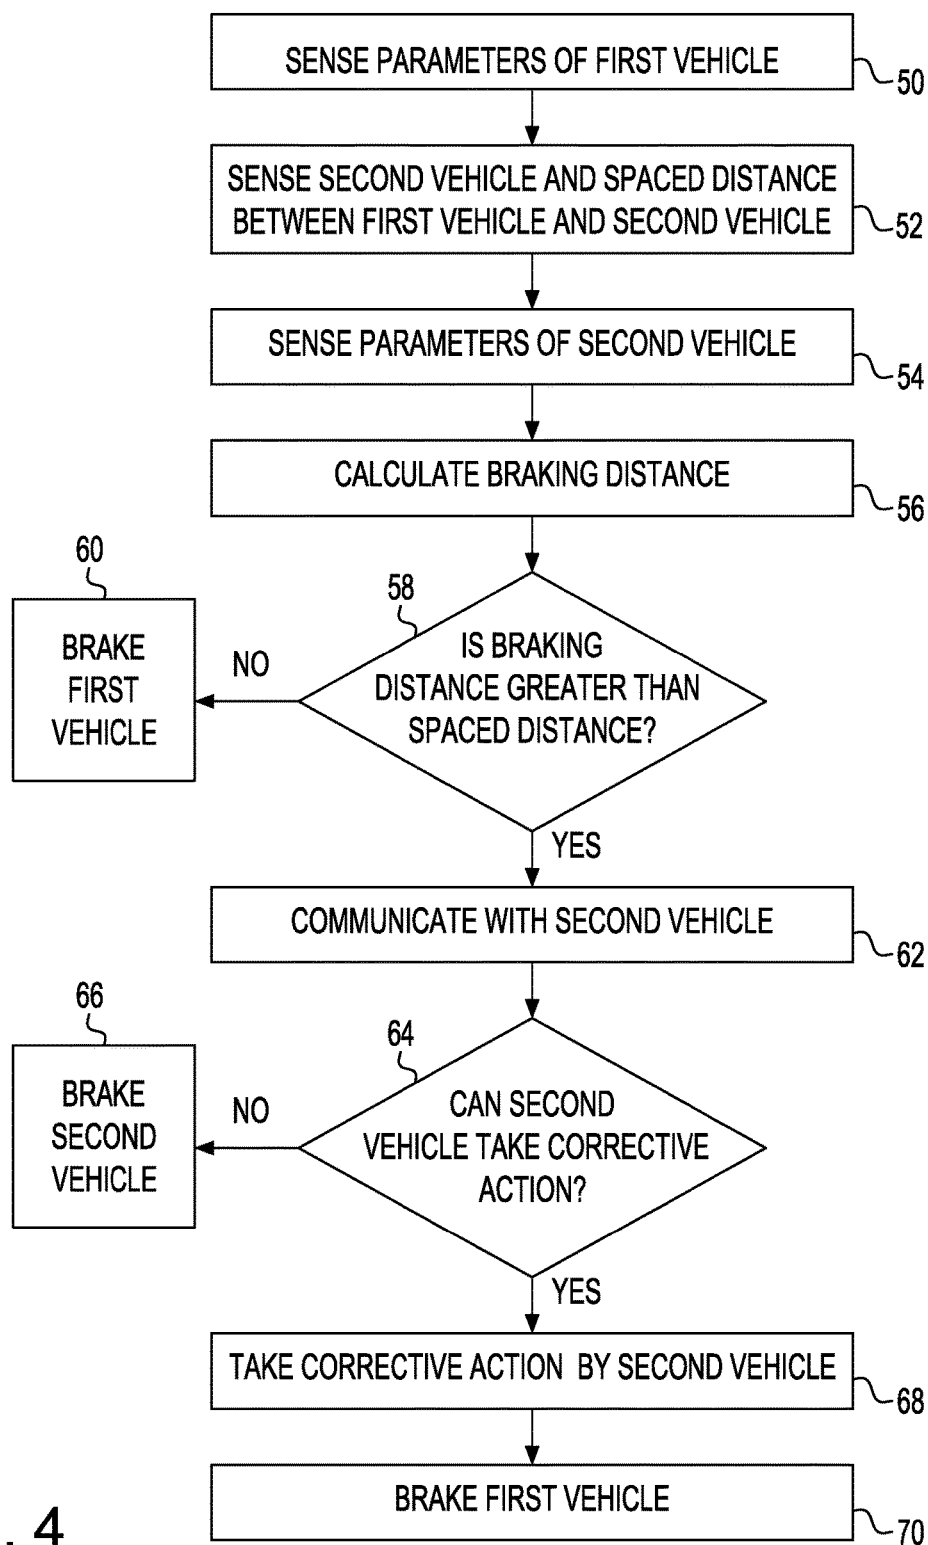 SENSE PARAMETERS OF FIRST VEHICLE
50
SENSE SECOND VEHICLE AND SPACED DISTANCE
BETWEEN FIRST VEHICLE AND SECOND VEHICLE
52
SENSE PARAMETERS OF SECOND VEHICLE
54
CALCULATE BRAKING DISTANCE
56
58
IS BRAKING
DISTANCE GREATER THAN
SPACED DISTANCE?
NO
60
BRAKE
FIRST
VEHICLE
YES
COMMUNICATE WITH SECOND VEHICLE
62
64
CAN SECOND
VEHICLE TAKE CORRECTIVE
ACTION?
NO
66
BRAKE
SECOND
VEHICLE
YES
TAKE CORRECTIVE ACTION BY SECOND VEHICLE
68
BRAKE FIRST VEHICLE
70
. 4